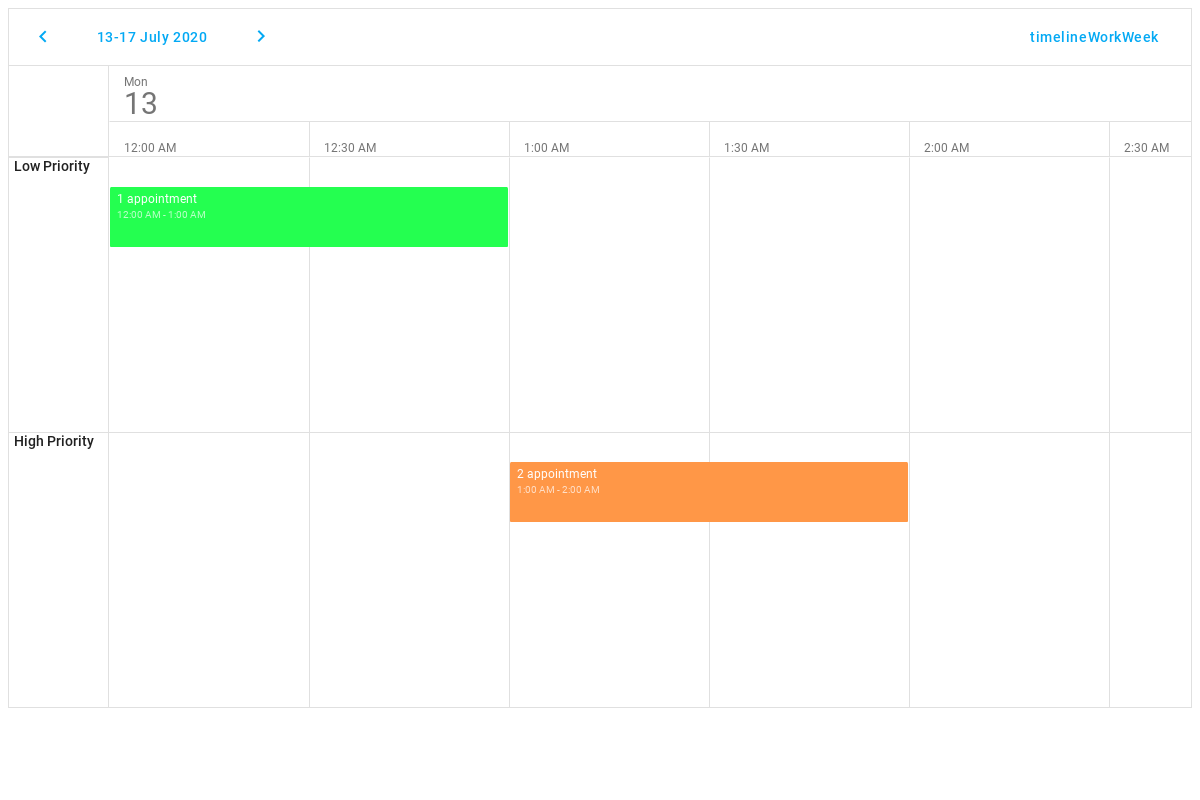 13-17 July 2020
timelineWorkWeek
Mon
13
12:00 AM
12:30 AM
1:00 AM
1:30 AM
2:00 AM
2:30 AM
Low Priority
1 appointment
12:00 AM - 1:00 AM
High Priority
2 appointment
1:00 AM - 2:00 AM